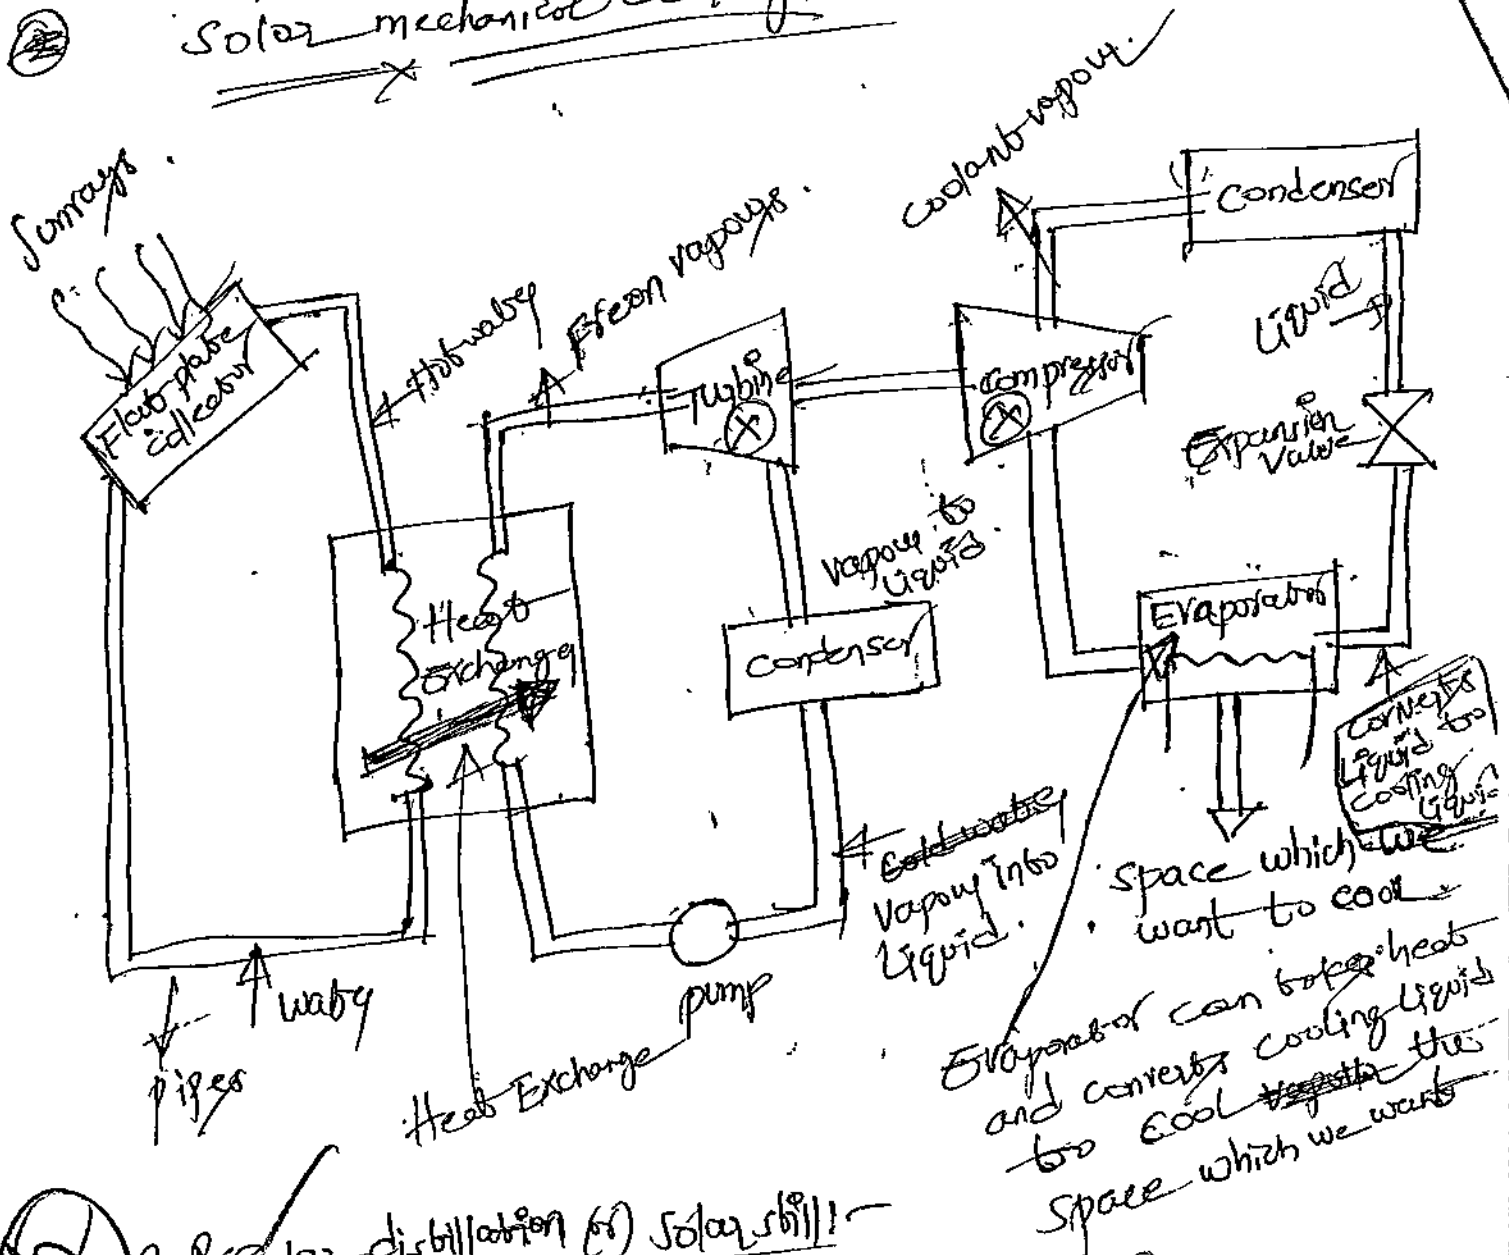 Solar mechanical
Sunrays.
Flat plate
collector
Hot water
Freon vapours.
Turbine
coolant vapour.
condenser
compressor
Liquid
Expansion
Valve
Heat
exchanger
vapour to
Liquid.
condenser
Evaporator
converts
Liquid to
cooling
Liquid
space which we
want to cool
Vapour into
Liquid.
pump
water
pipes
Heat Exchange
Evaporator can takes heat
and converts cooling liquid
to cool the
space which we want
distillation (or) solar still:-